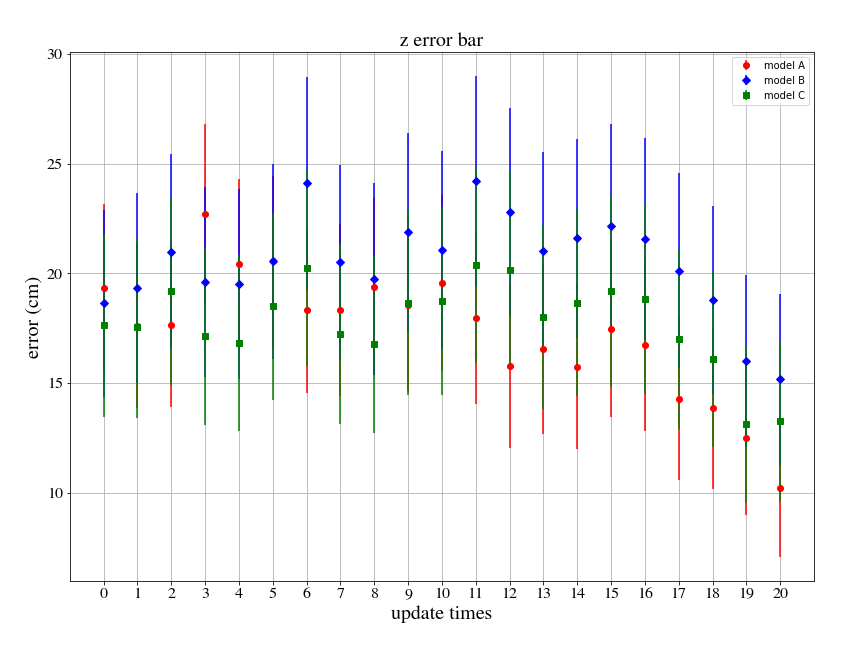 z error bar
model A
model B
model C
30
25
20
15
10
error (cm)
0 1 2 3 4 5 6 7 8 9 10 11 12 13 14 15 16 17 18 19 20
update times